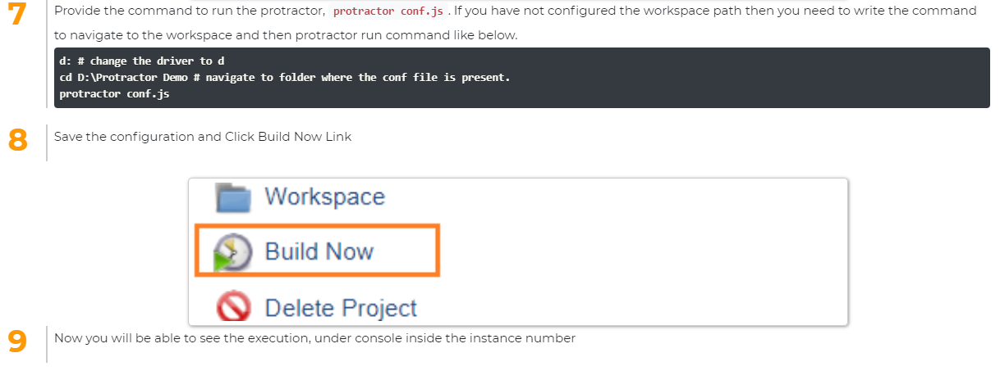 7
Provide the command to run the protractor, protractor conf.js . If you have not configured the workspace path then you need to write the command
to navigate to the workspace and then protractor run command like below.
d: # change the driver to d
cd D:\Protractor Demo # navigate to folder where the conf file is present.
protractor conf.js
8
Save the configuration and Click Build Now Link
Workspace
Build Now
Delete Project
9
Now you will be able to see the execution, under console inside the instance number